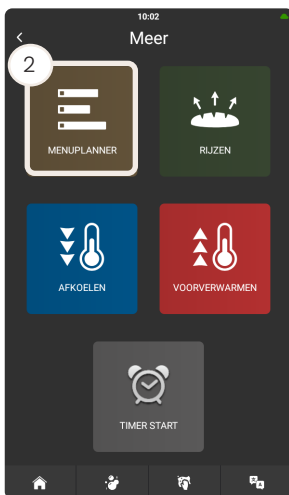 10:02
Meer
2
MENUPLANNER
RIJZEN
AFKOELEN
VOORVERWARMEN
TIMER START